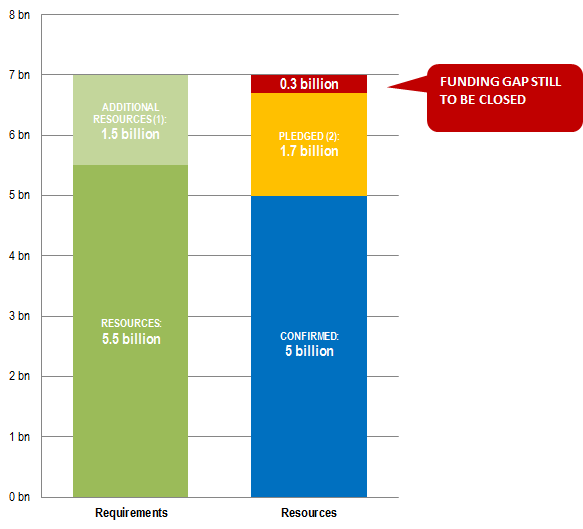 8 bn
7 bn
6 bn
5 bn
4 bn
3 bn
2 bn
1 bn
0 bn
ADDITIONAL
RESOURCES(1):
1.5 billion
RESOURCES:
5.5 billion
0.3 billion
PLEDGED (2):
1.7 billion
CONFIRMED:
5 billion
FUNDING GAP STILL
TO BE CLOSED
Requirements
Resources